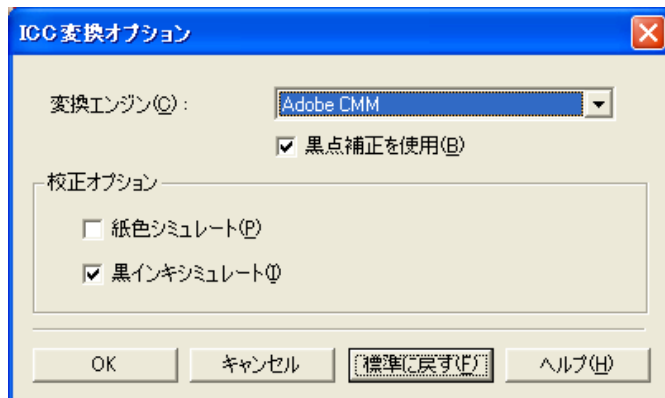 ICC 変換オプション
変換エンジン(C) :
Adobe CMM
黒点補正を使用(B)
校正オプション
紙色シミュレート(P)
黒インキシミュレート(I)
OK キャンセル 標準に戻す(F) ヘルプ(H)